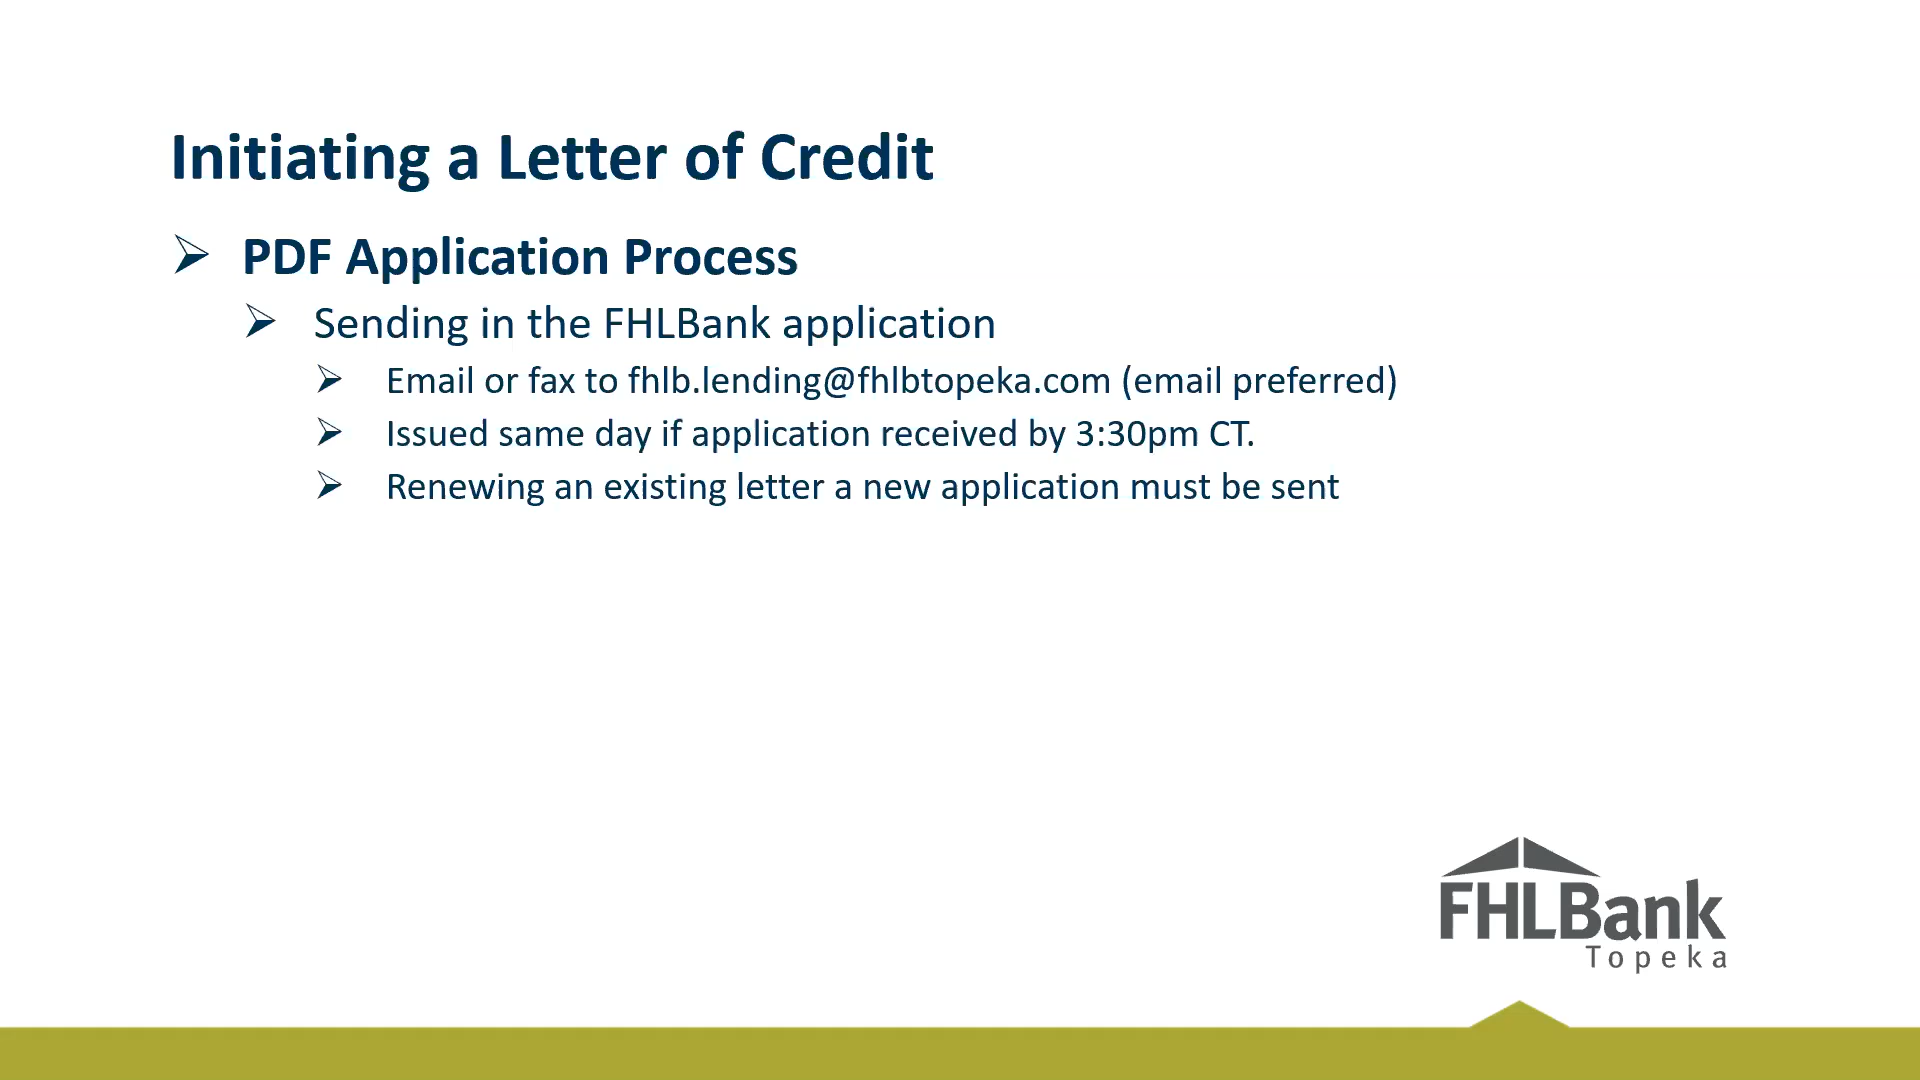 Initiating a Letter of Credit
PDF Application Process
Sending in the FHLBank application
Email or fax to fhlb.lending@fhlbtopeka.com (email preferred)
Issued same day if application received by 3:30pm CT.
Renewing an existing letter a new application must be sent
FHLBank
Topeka